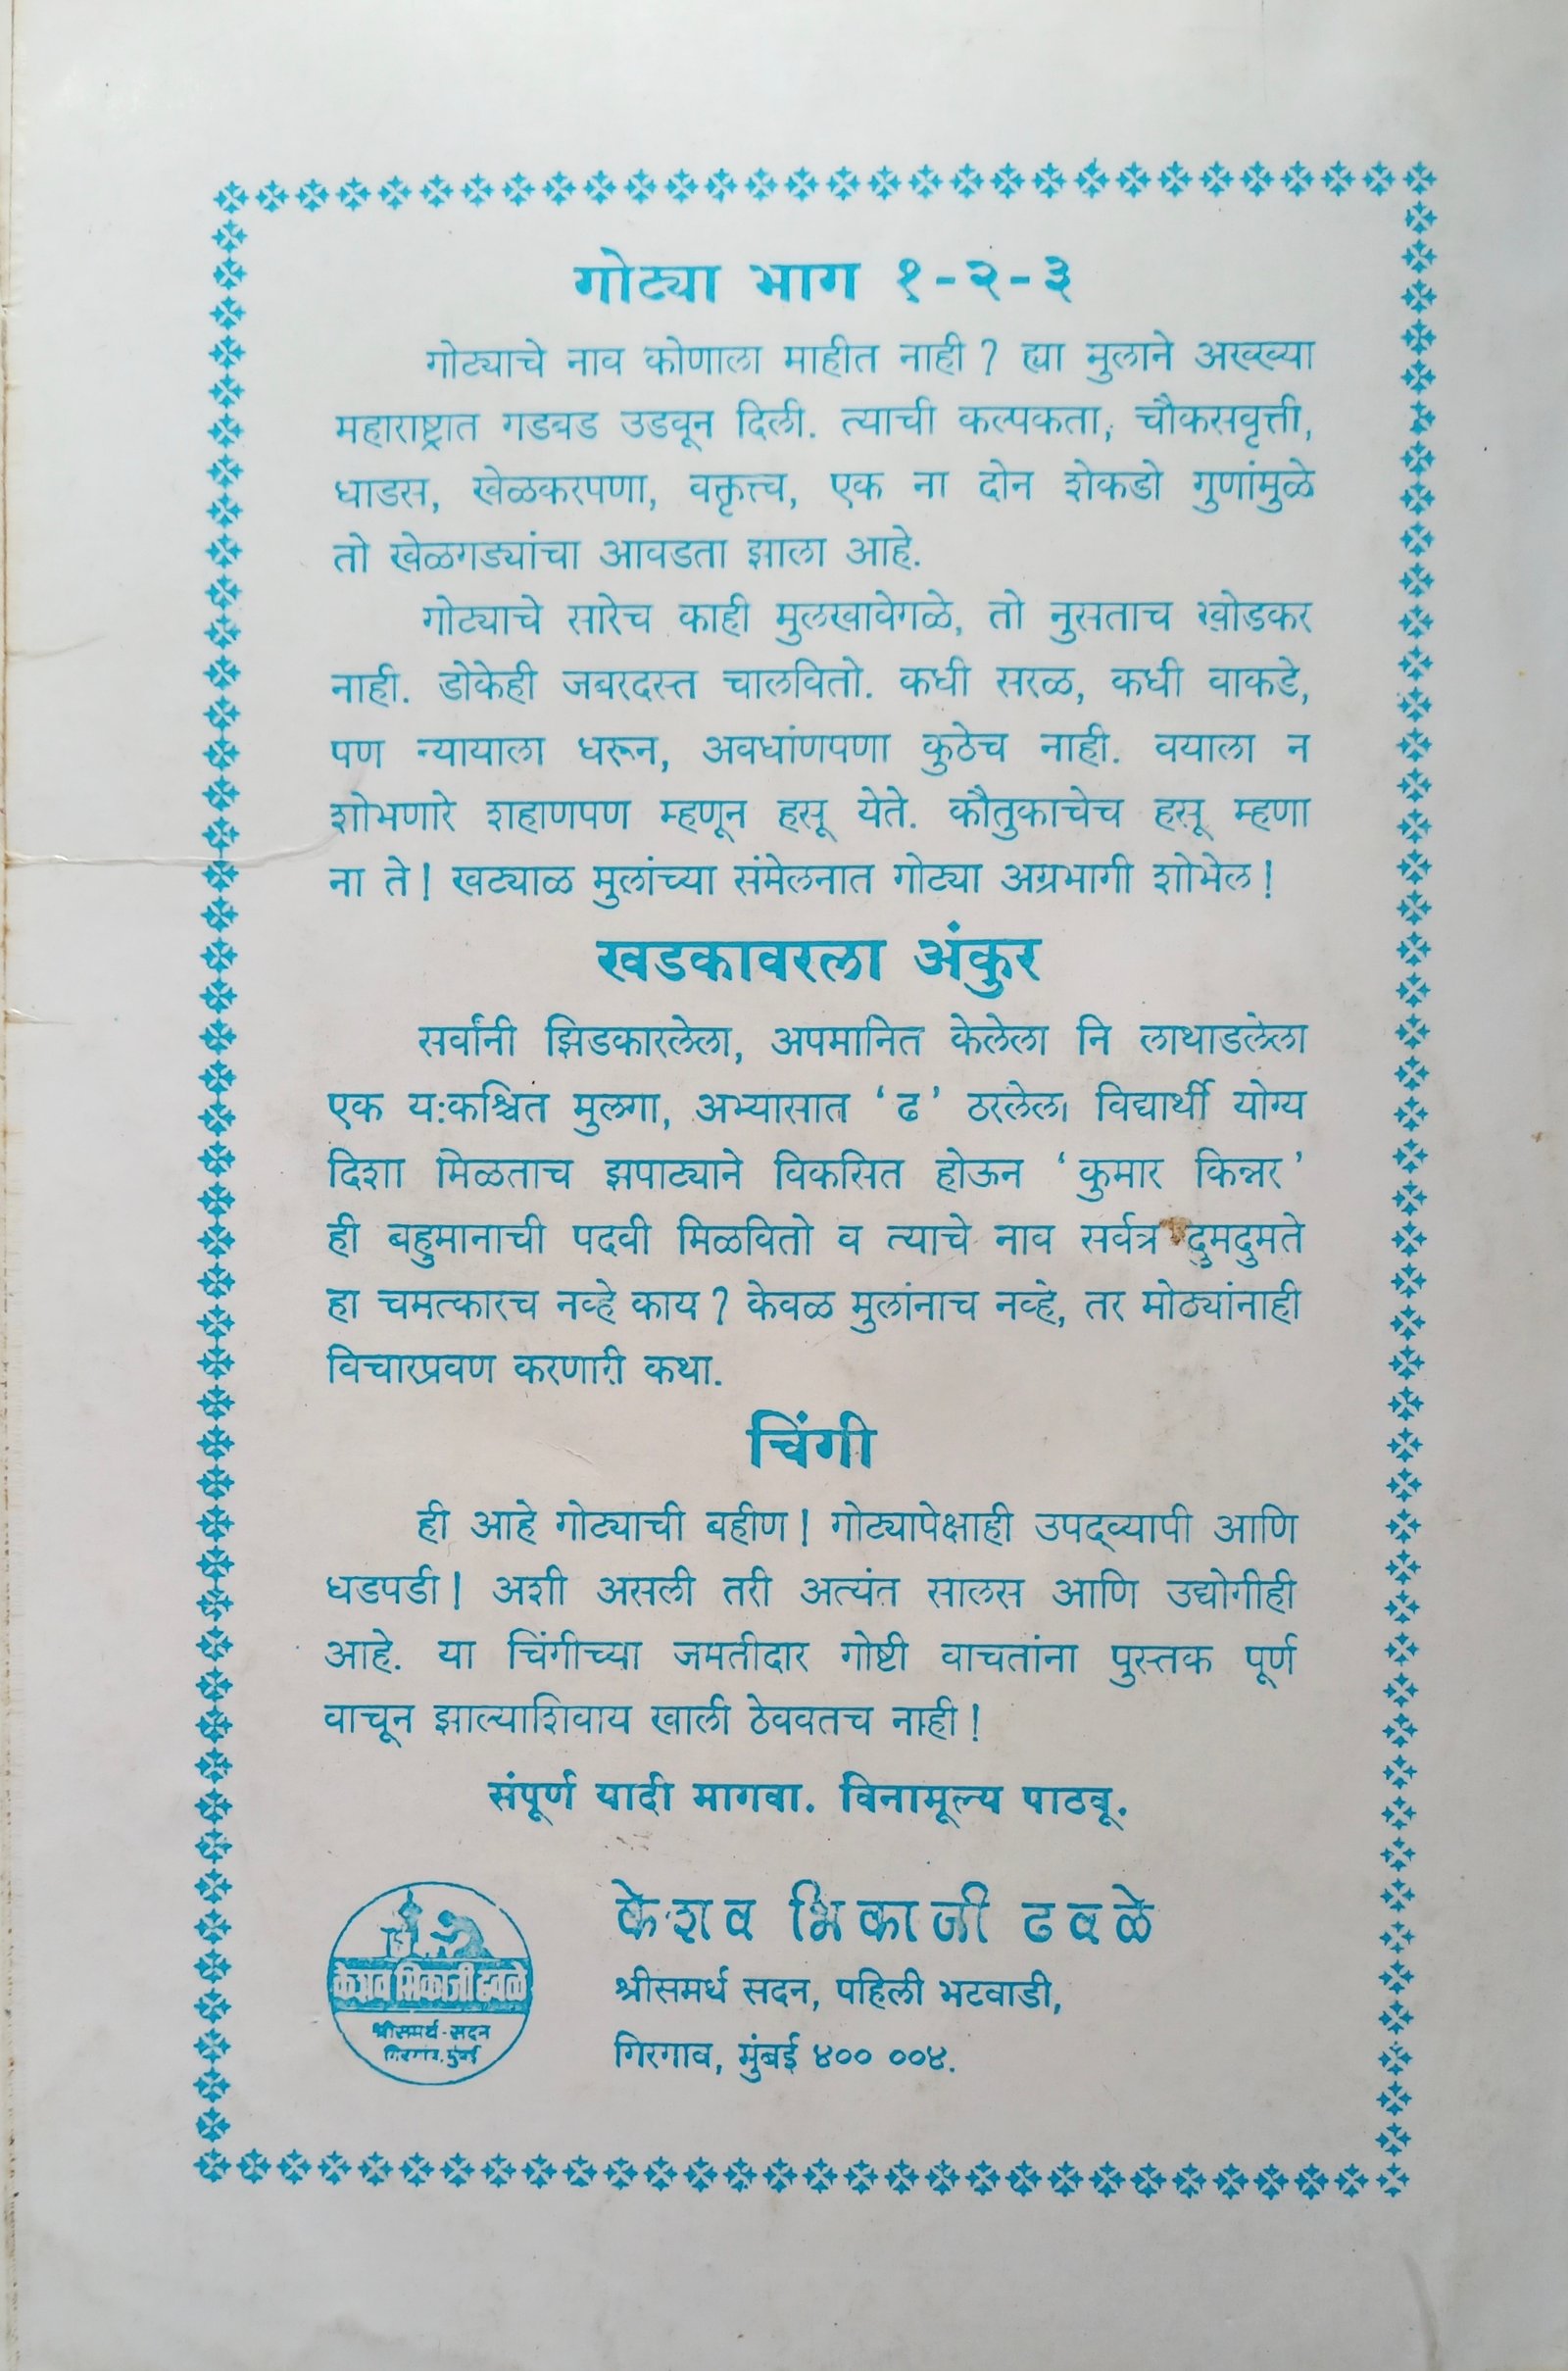 गोट्या भाग १-२-३
गोट्याचे नाव कोणाला माहीत नाही? ह्या मुलाने अख्ख्या
महाराष्ट्रात गडबड उडवून दिली. त्याची कल्पकता, चौकसवृत्ती,
धाडस, खेळकरपणा, वक्तृत्त्व, एक ना दोन शेकडो गुणांमुळे
तो खेळगड्यांचा आवडता झाला आहे.
गोट्याचे सारेच काही मुलखावेगळे, तो नुसताच खोडकर
नाही. डोकेही जबरदस्त चालवितो. कधी सरळ, कधी वाकडे,
पण न्यायाला धरून, अवधांणपणा कुठेच नाही. वयाला न
शोभणारे शहाणपण म्हणून हसू येते. कौतुकाचेच हसू म्हणा
ना ते! खट्याळ मुलांच्या संमेलनात गोट्या अग्रभागी शोभेल!
खडकावरला अंकुर
सर्वांनी झिडकारलेला, अपमानित केलेला नि लाथाडलेला
एक य:कश्चित मुलगा, अभ्यासात ‘ढ’ ठरलेला विद्यार्थी योग्य
दिशा मिळताच झपाट्याने विकसित होऊन ‘कुमार किन्नर’
ही बहुमानाची पदवी मिळवितो व त्याचे नाव सर्वत्र दुमदुमते
हा चमत्कारच नव्हे काय? केवळ मुलांनाच नव्हे, तर मोठ्यांनाही
विचारप्रवण करणारी कथा.
चिंगी
ही आहे गोट्याची बहीण! गोट्यापेक्षाही उपद्व्यापी आणि
धडपडी! अशी असली तरी अत्यंत सालस आणि उद्योगीही
आहे. या चिंगीच्या जमतीदार गोष्टी वाचतांना पुस्तक पूर्ण
वाचून झाल्याशिवाय खाली ठेववतच नाही!
संपूर्ण यादी मागवा. विनामूल्य पाठवू.
केशव भिकाजी ढवळे
श्रीसमर्थ सदन, पहिली भटवाडी,
गिरगाव, मुंबई ४०० ००४.
केशव भिकाजी ढवळे
श्रीसमर्थ-सदन
गिरगांव, मुंबई